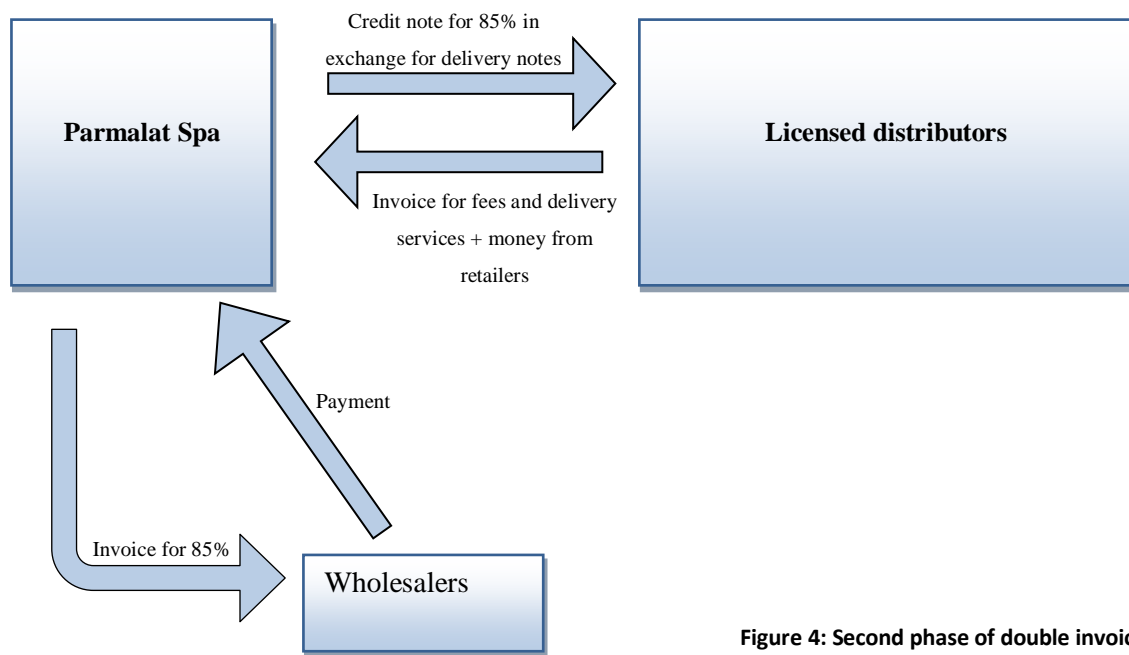 Credit note for 85% in
exchange for delivery notes
Parmalat Spa
Licensed distributors
Invoice for fees and delivery
services + money from
retailers
Payment
Invoice for 85%
Wholesalers
Figure 4: Second phase of double